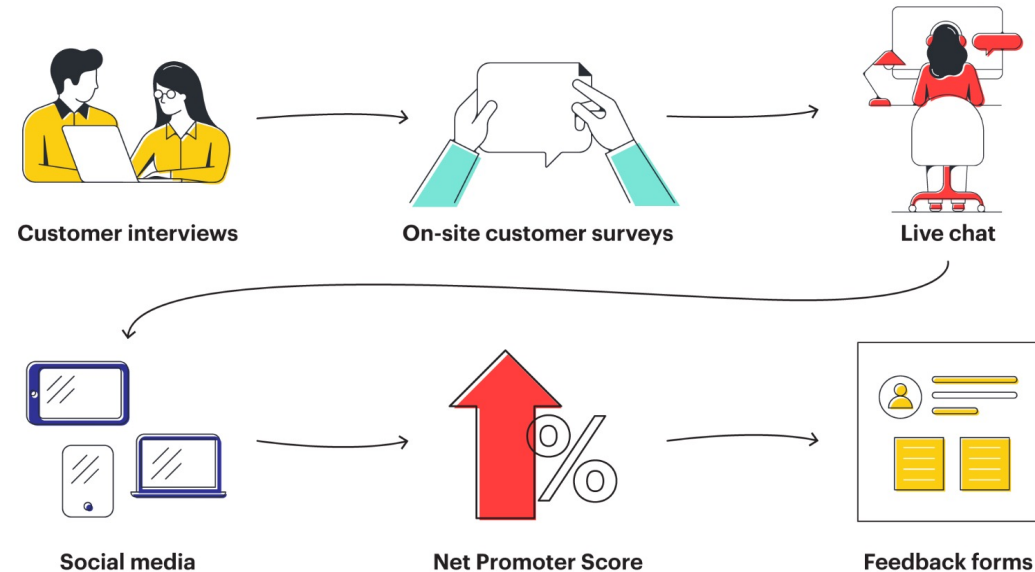 Customer interviews
On-site customer surveys
Live chat
Social media
%
Net Promoter Score
Feedback forms